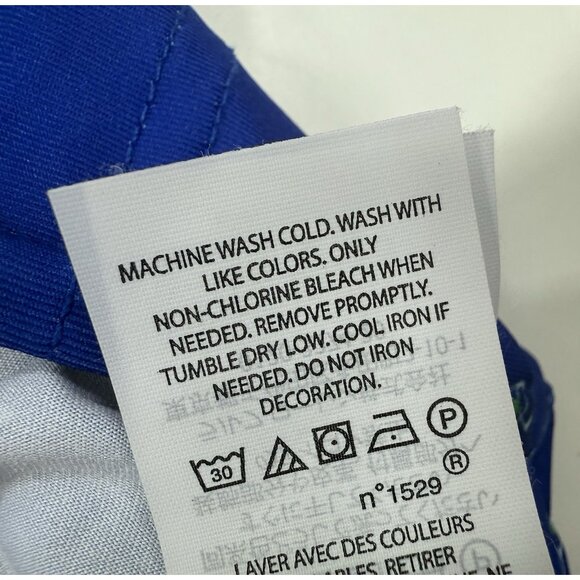 MACHINE WASH COLD. WASH WITH
LIKE COLORS. ONLY
NON-CHLORINE BLEACH WHEN
NEEDED. REMOVE PROMPTLY.
TUMBLE DRY LOW. COOL IRON IF
NEEDED. DO NOT IRON
DECORATION.
30 P
n°1529®
LAVER AVEC DES COULEURS
RETIRER